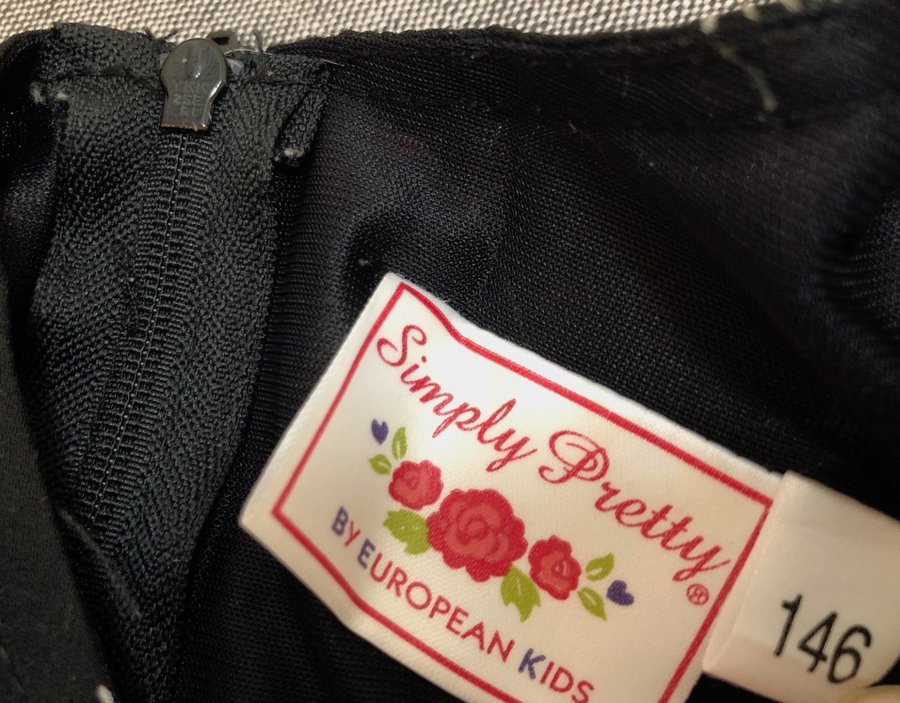 Simply Pretty®
BY EUROPEAN KIDS
146